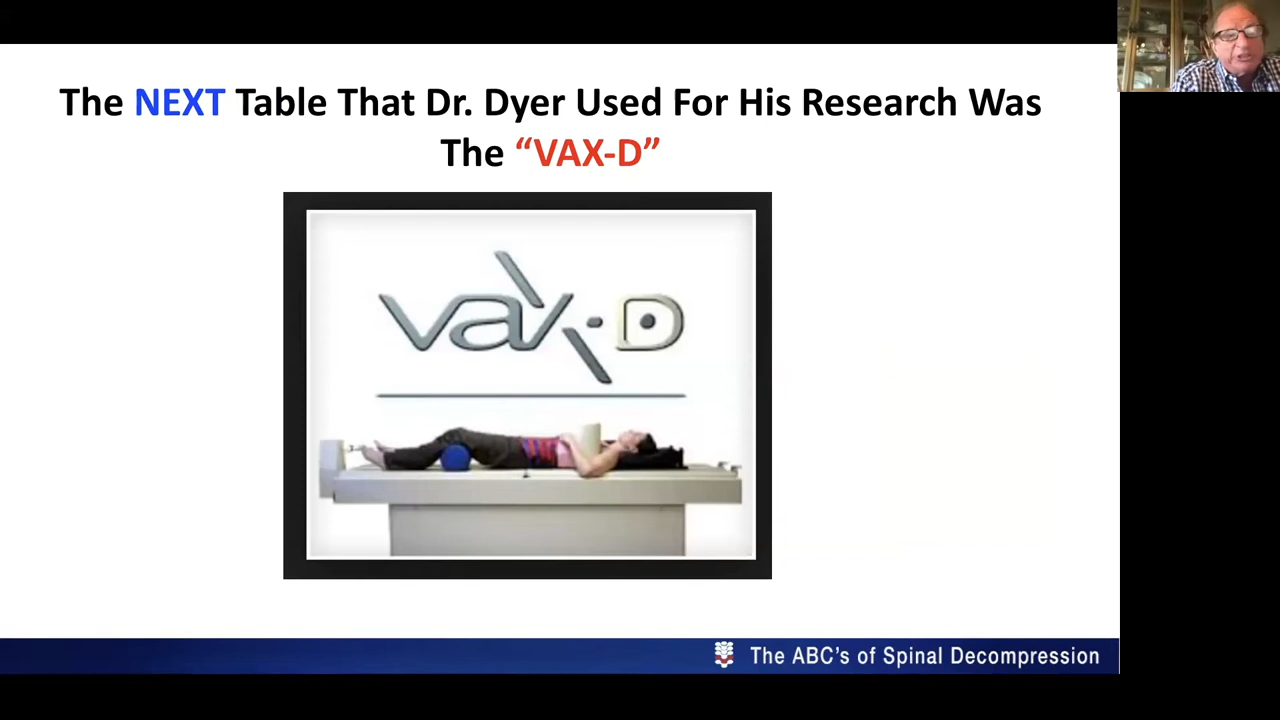 The NEXT Table That Dr. Dyer Used For His Research Was
The “VAX-D”
vax-D
The ABC’s of Spinal Decompression